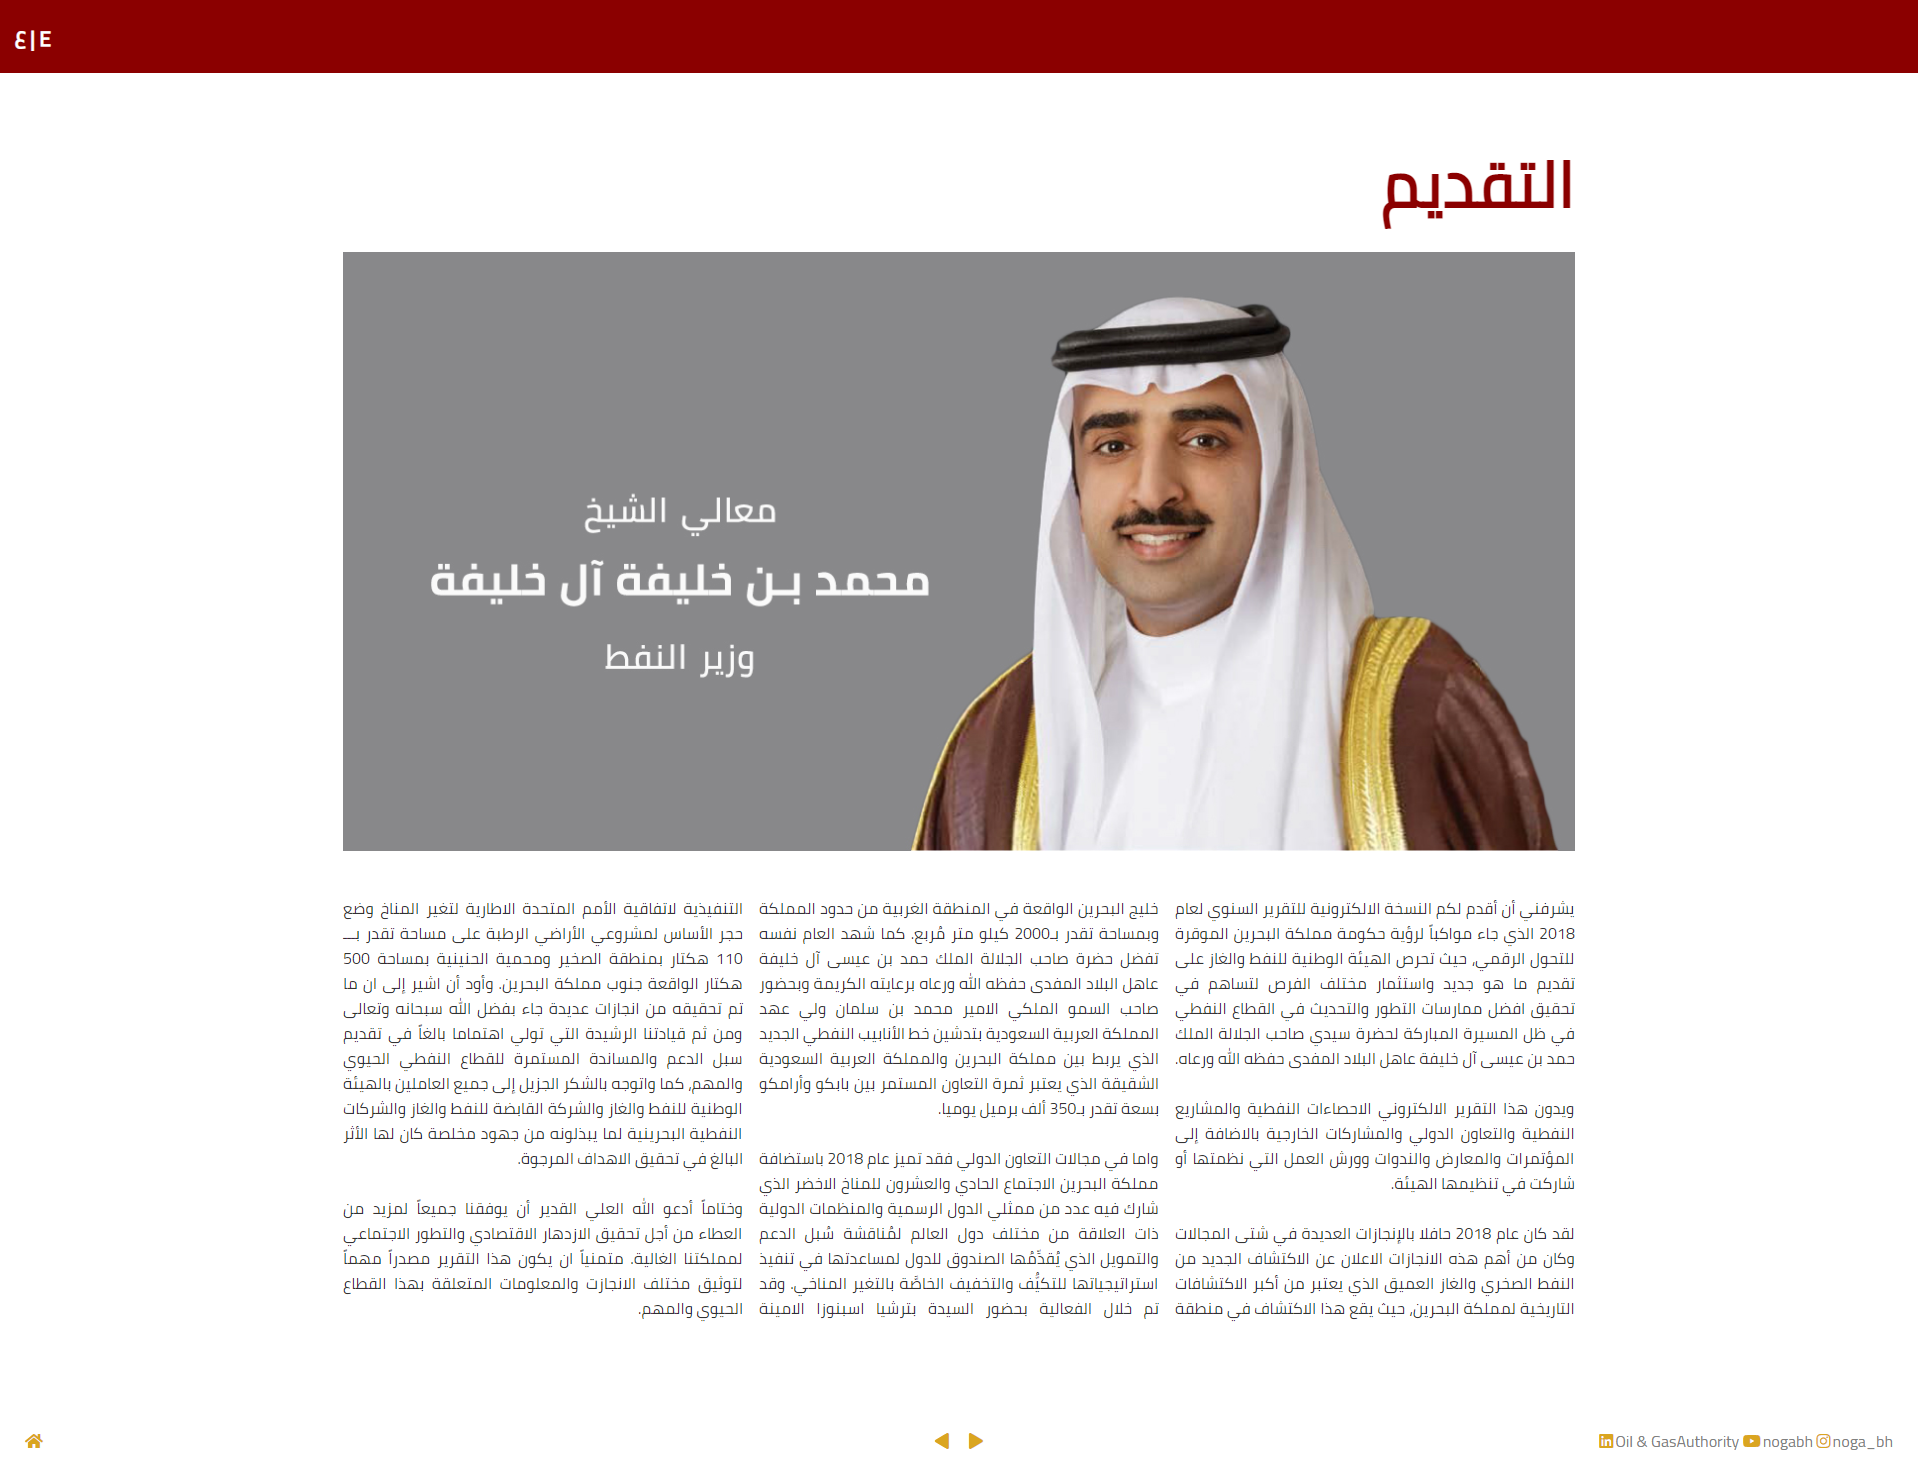 ع|E
التقديم
معالي الشيخ
محمد بـن خليفة آل خليفة
وزير النفط
يشرفني أن أقدم لكم النسخة الالكترونية للتقرير السنوي لعام
2018 الذي جاء مواكباً لرؤية حكومة مملكة البحرين الموقرة
للتحول الرقمي، حيث تحرص الهيئة الوطنية للنفط والغاز على
تقديم ما هو جديد واستثمار مختلف الفرص لتساهم في
تحقيق افضل ممارسات التطور والتحديث في القطاع النفطي
في ظل المسيرة المباركة لحضرة سيدي صاحب الجلالة الملك
حمد بن عيسى آل خليفة عاهل البلاد المفدى حفظه الله ورعاه.
ويدون هذا التقرير الالكتروني الاحصاءات النفطية والمشاريع
النفطية والتعاون الدولي والمشاركات الخارجية بالاضافة إلى
المؤتمرات والمعارض والندوات وورش العمل التي نظمتها أو
شاركت في تنظيمها الهيئة.
لقد كان عام 2018 حافلا بالإنجازات العديدة في شتى المجالات
وكان من أهم هذه الانجازات الاعلان عن الاكتشاف الجديد من
النفط الصخري والغاز العميق الذي يعتبر من أكبر الاكتشافات
التاريخية لمملكة البحرين، حيث يقع هذا الاكتشاف في منطقة
خليج البحرين الواقعة في المنطقة الغربية من حدود المملكة
وبمساحة تقدر بـ2000 كيلو متر مُربع. كما شهد العام نفسه
تفضل حضرة صاحب الجلالة الملك حمد بن عيسى آل خليفة
عاهل البلاد المفدى حفظه الله ورعاه برعايته الكريمة وبحضور
صاحب السمو الملكي الامير محمد بن سلمان ولي عهد
المملكة العربية السعودية بتدشين خط الأنابيب النفطي الجديد
الذي يربط بين مملكة البحرين والمملكة العربية السعودية
الشقيقة الذي يعتبر ثمرة التعاون المستمر بين بابكو وأرامكو
بسعة تقدر بـ350 ألف برميل يوميا.
واما في مجالات التعاون الدولي فقد تميز عام 2018 باستضافة
مملكة البحرين الاجتماع الحادي والعشرون للمناخ الاخضر الذي
شارك فيه عدد من ممثلي الدول الرسمية والمنظمات الدولية
ذات العلاقة من مختلف دول العالم لمُناقشة سُبل الدعم
والتمويل الذي يُقدِّمُها الصندوق للدول لمساعدتها في تنفيذ
استراتيجياتها للتكيُّف والتخفيف الخاصَّة بالتغير المناخي. وقد
تم خلال الفعالية بحضور السيدة بترشيا اسبنوزا الامينة
التنفيذية لاتفاقية الأمم المتحدة الاطارية لتغير المناخ وضع
حجر الأساس لمشروعي الأراضي الرطبة على مساحة تقدر بـــ
110 هكتار بمنطقة الصخير ومحمية الحنينية بمساحة 500
هكتار الواقعة جنوب مملكة البحرين. وأود أن اشير إلى ان ما
تم تحقيقه من انجازات عديدة جاء بفضل الله سبحانه وتعالى
ومن ثم قيادتنا الرشيدة التي تولي اهتماما بالغاً في تقديم
سبل الدعم والمساندة المستمرة للقطاع النفطي الحيوي
والمهم، كما واتوجه بالشكر الجزيل إلى جميع العاملين بالهيئة
الوطنية للنفط والغاز والشركة القابضة للنفط والغاز والشركات
النفطية البحرينية لما يبذلونه من جهود مخلصة كان لها الأثر
البالغ في تحقيق الاهداف المرجوة.
وختاماً أدعو الله العلي القدير أن يوفقنا جميعاً لمزيد من
العطاء من أجل تحقيق الازدهار الاقتصادي والتطور الاجتماعي
لمملكتنا الغالية. متمنياً ان يكون هذا التقرير مصدراً مهماً
لتوثيق مختلف الانجازت والمعلومات المتعلقة بهذا القطاع
الحيوي والمهم.
Oil & GasAuthority nogabh noga_bh